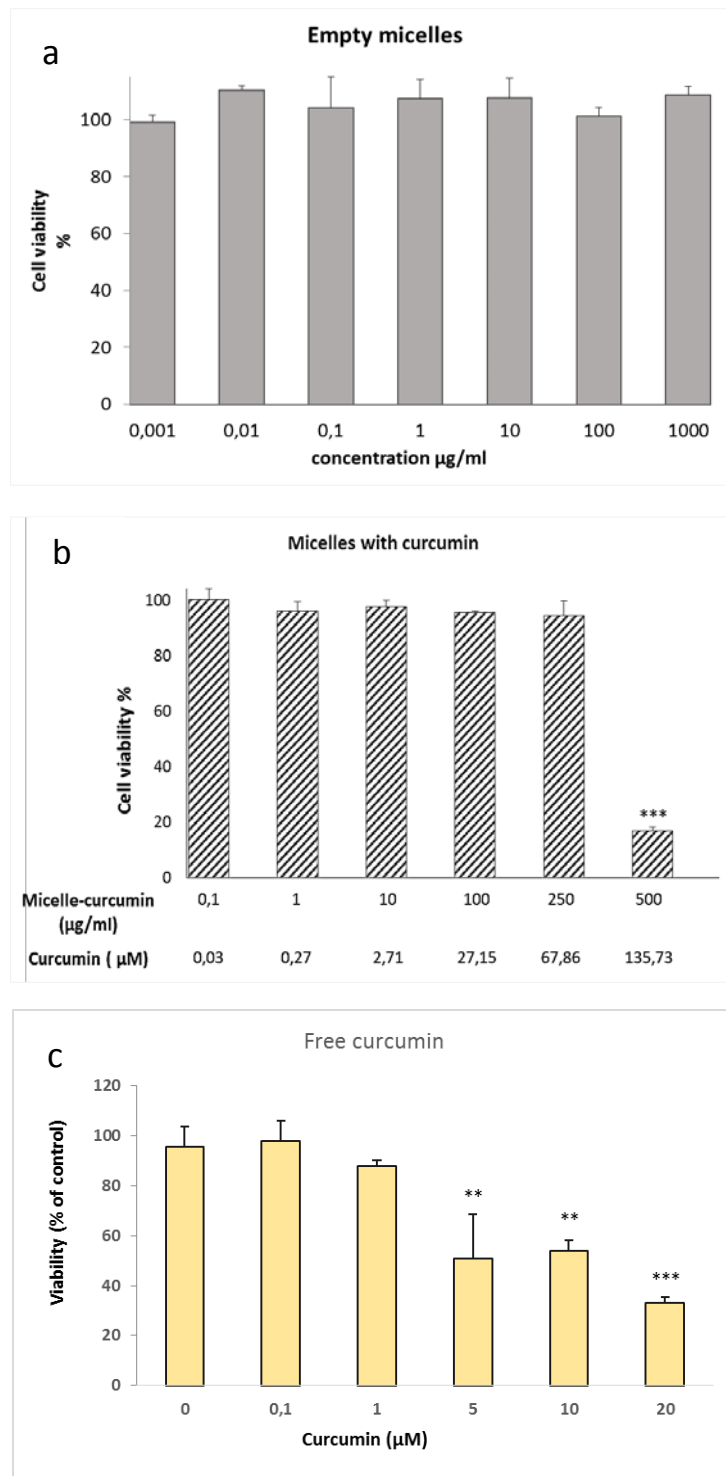 a
Empty micelles
100
80
60
40
20
0
Cell viability
%
0,001 0,01 0,1 1 10 100 1000
concentration µg/ml
b
Micelles with curcumin
100
80
60
40
20
0
Cell viability %
***
Micelle-curcumin 0,1 1 10 100 250 500
(µg/ml)
Curcumin ( µM) 0,03 0,27 2,71 27,15 67,86 135,73
c
Free curcumin
120
100
80
60
40
20
0
Viability (% of control)
** ** ***
0 0,1 1 5 10 20
Curcumin (µM)